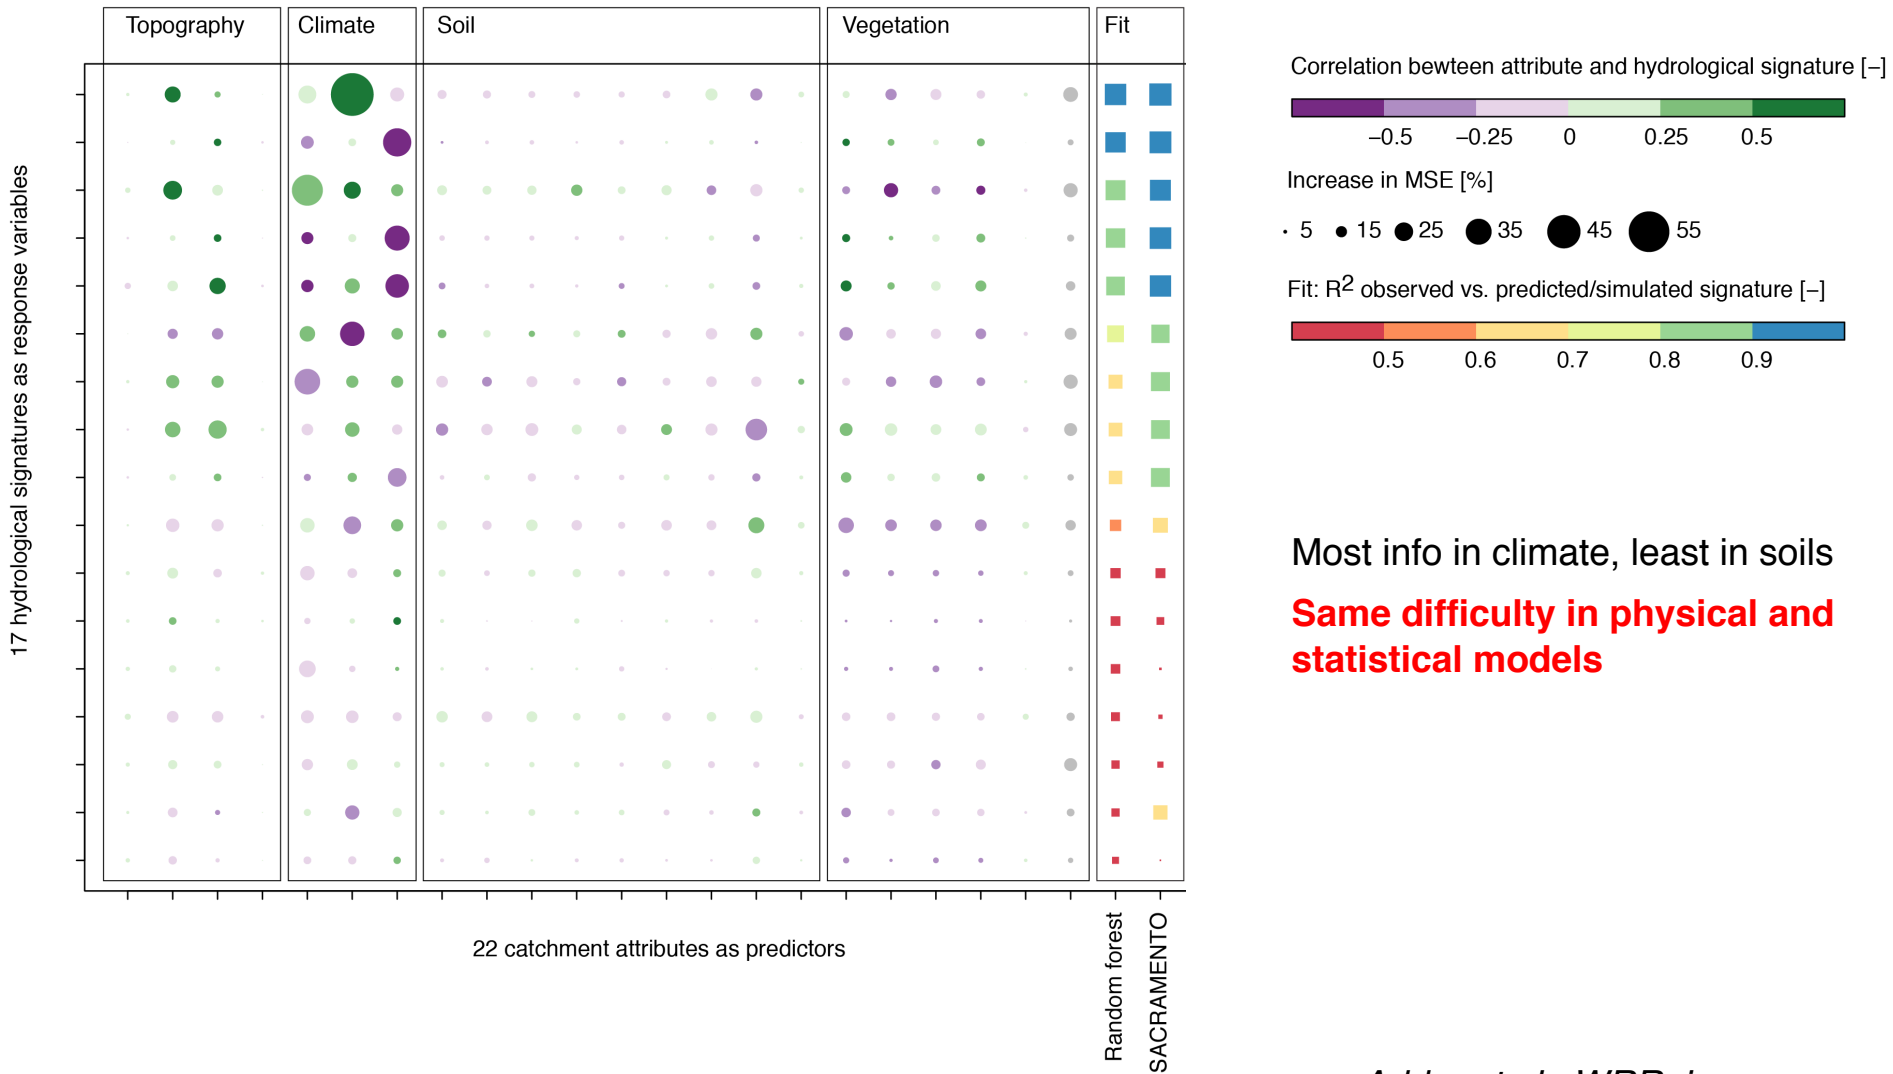 Topography
Climate
Soil
Vegetation
Fit
17 hydrological signatures as response variables
22 catchment attributes as predictors
Random forest
SACRAMENTO
Correlation bewteen attribute and hydrological signature [–]
−0.5 −0.25 0 0.25 0.5
Increase in MSE [%]
5 15 25 35 45 55
Fit: R2 observed vs. predicted/simulated signature [–]
0.5 0.6 0.7 0.8 0.9
Most info in climate, least in soils
Same difficulty in physical and
statistical models